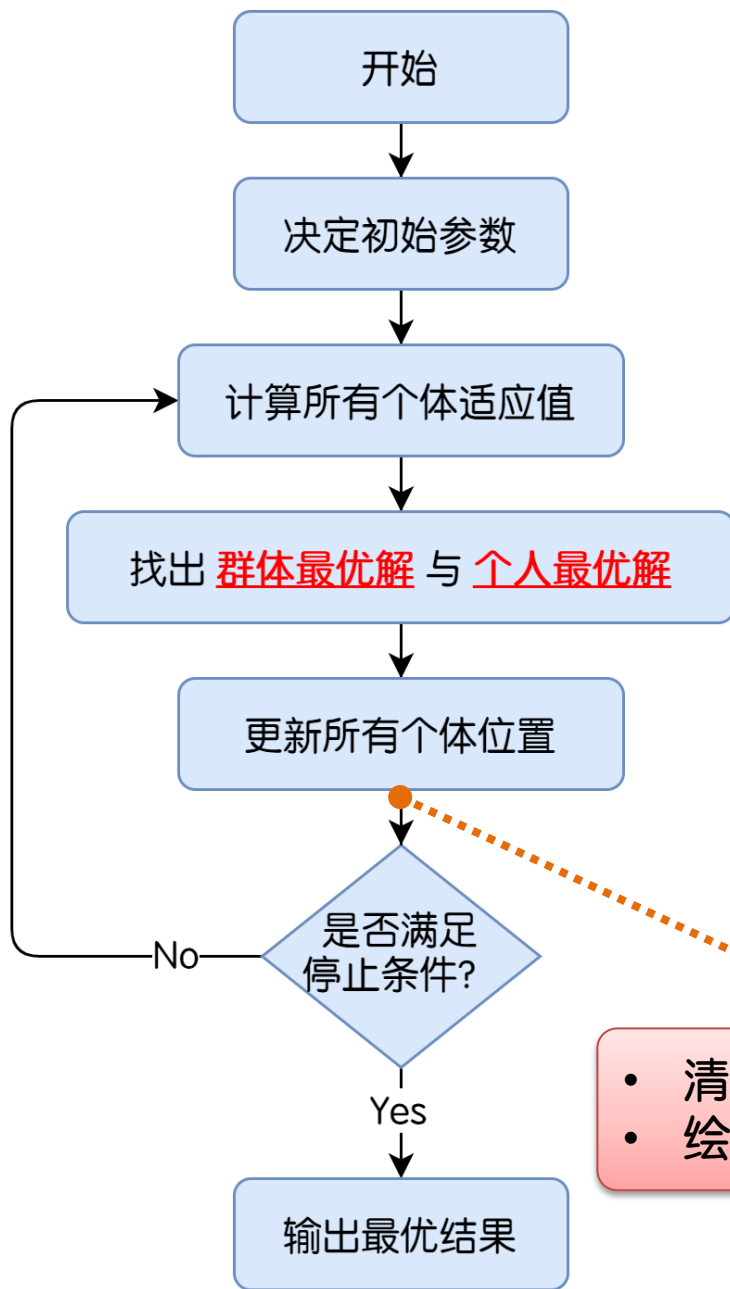 开始
决定初始参数
计算所有个体适应值
找出 群体最优解 与 个人最优解
更新所有个体位置
是否满足
停止条件?
No
Yes
• 清
• 绘
输出最优结果